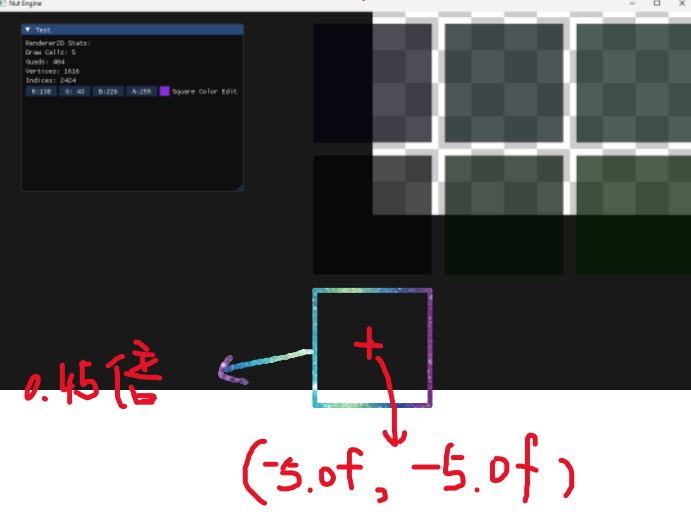 Nut Engine
▼ Test
Renderer2D Stats:
Draw Calls: 5
Quads: 404
Vertices: 1616
Indices: 2424
R:138 G: 43 B:226 A:255 Square Color Edit
0.45倍
(-5.0f, -5.0f)